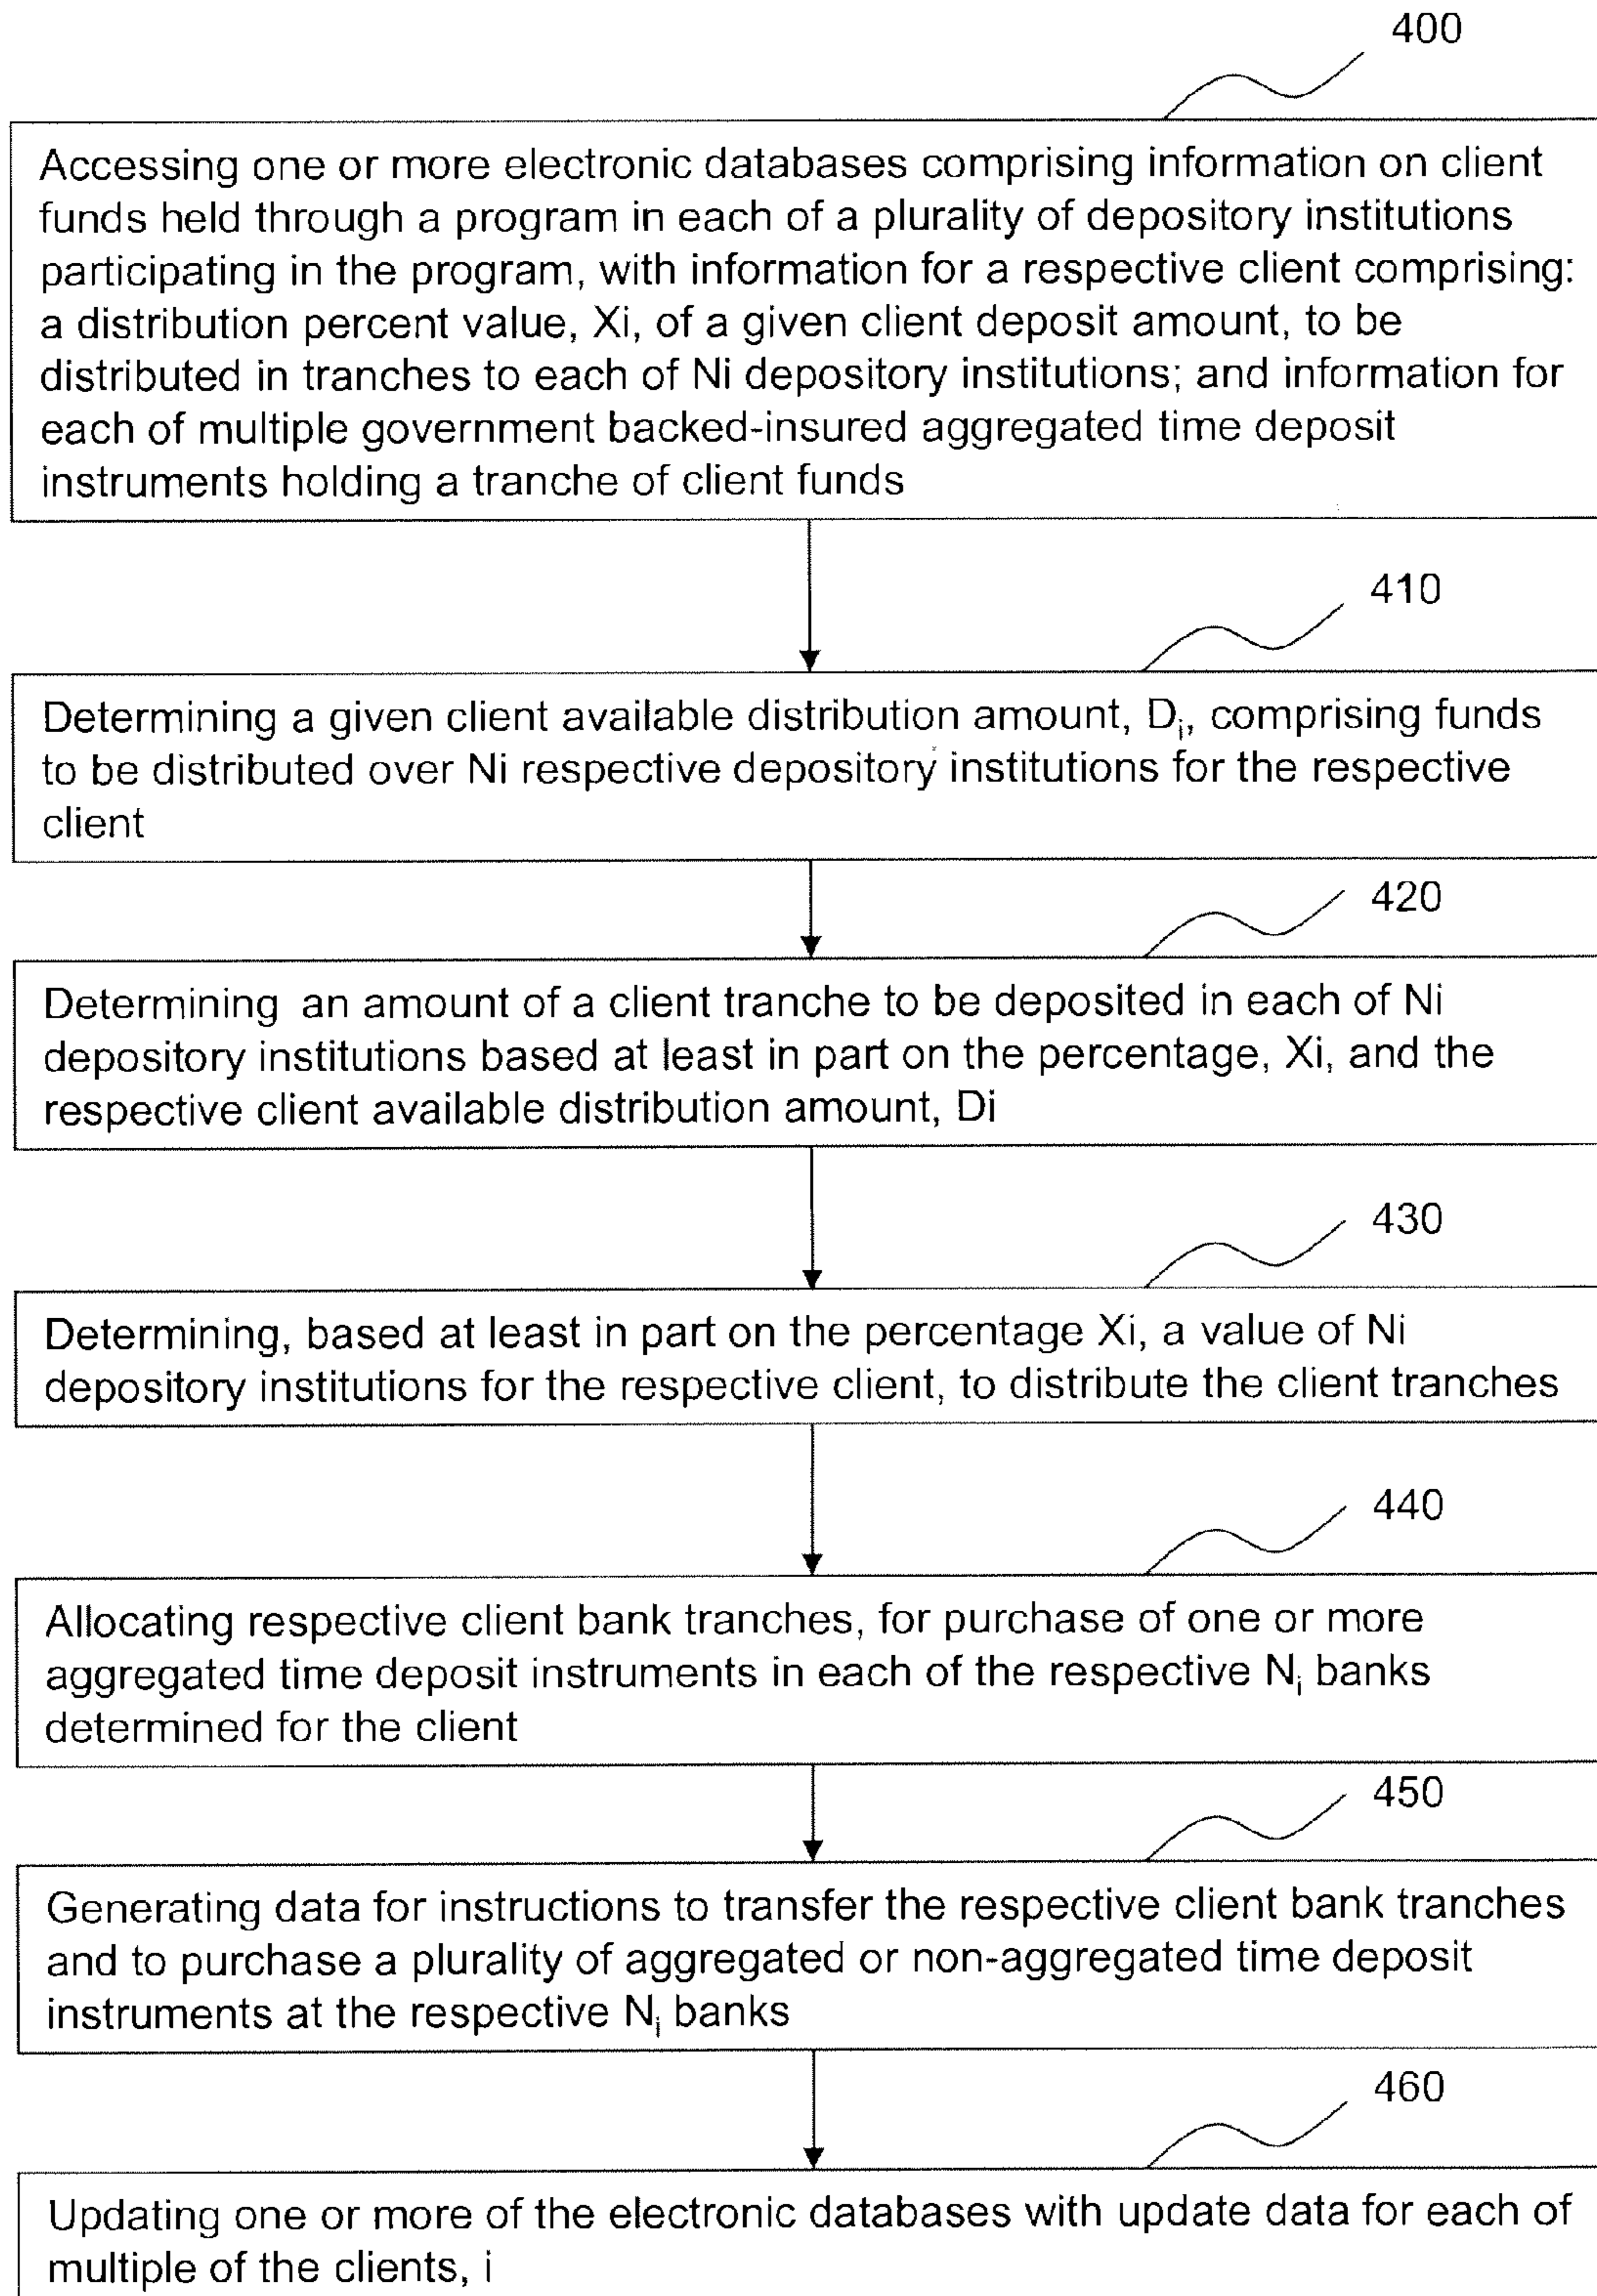 400
Accessing one or more electronic databases comprising information on client
funds held through a program in each of a plurality of depository institutions
participating in the program, with information for a respective client comprising:
a distribution percent value, Xi, of a given client deposit amount, to be
distributed in tranches to each of Ni depository institutions; and information for
each of multiple government backed-insured aggregated time deposit
instruments holding a tranche of client funds
410
Determining a given client available distribution amount, Di, comprising funds
to be distributed over Ni respective depository institutions for the respective
client
420
Determining an amount of a client tranche to be deposited in each of Ni
depository institutions based at least in part on the percentage, Xi, and the
respective client available distribution amount, Di
430
Determining, based at least in part on the percentage Xi, a value of Ni
depository institutions for the respective client, to distribute the client tranches
440
Allocating respective client bank tranches, for purchase of one or more
aggregated time deposit instruments in each of the respective Ni banks
determined for the client
450
Generating data for instructions to transfer the respective client bank tranches
and to purchase a plurality of aggregated or non-aggregated time deposit
instruments at the respective Ni banks
460
Updating one or more of the electronic databases with update data for each of
multiple of the clients, i